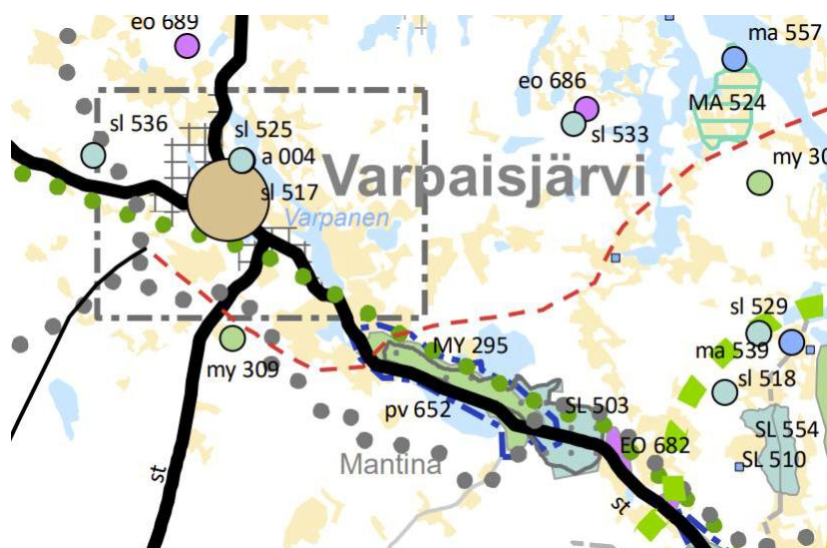 eo 689
ma 557
eo 686
MA 524
sl 536
sl 525
sl 533
a 004
Varpaisjärvi
my 30
sl 517
Varpanen
sl 529
MY 295
ma 539
my 309
sl 518
pv 652
SL 503
SL 554
EO 682
Mantina
SL 510
st
st